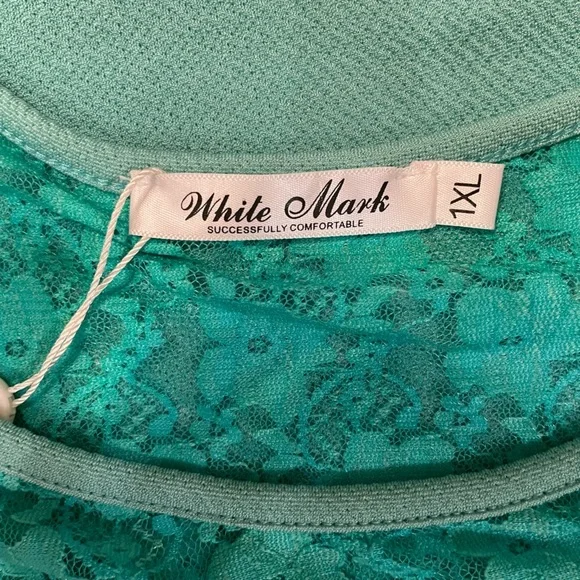 White Mark
SUCCESSFULLY COMFORTABLE
1XL